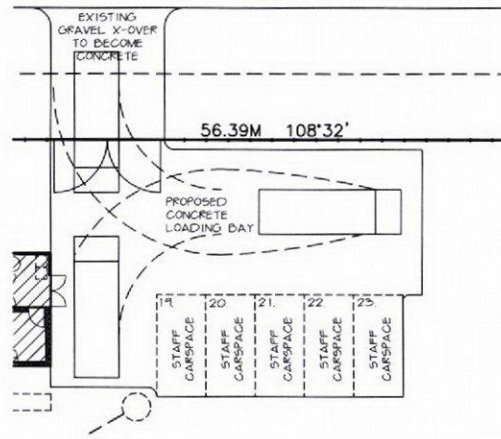 EXISTING
GRAVEL X-OVER
TO BECOME
CONCRETE
56.39M 108°32'
PROPOSED
CONCRETE
LOADING BAY
19.
20.
21.
22.
23.
STAFF
CARSPACE
STAFF
CARSPACE
STAFF
CARSPACE
STAFF
CARSPACE
STAFF
CARSPACE